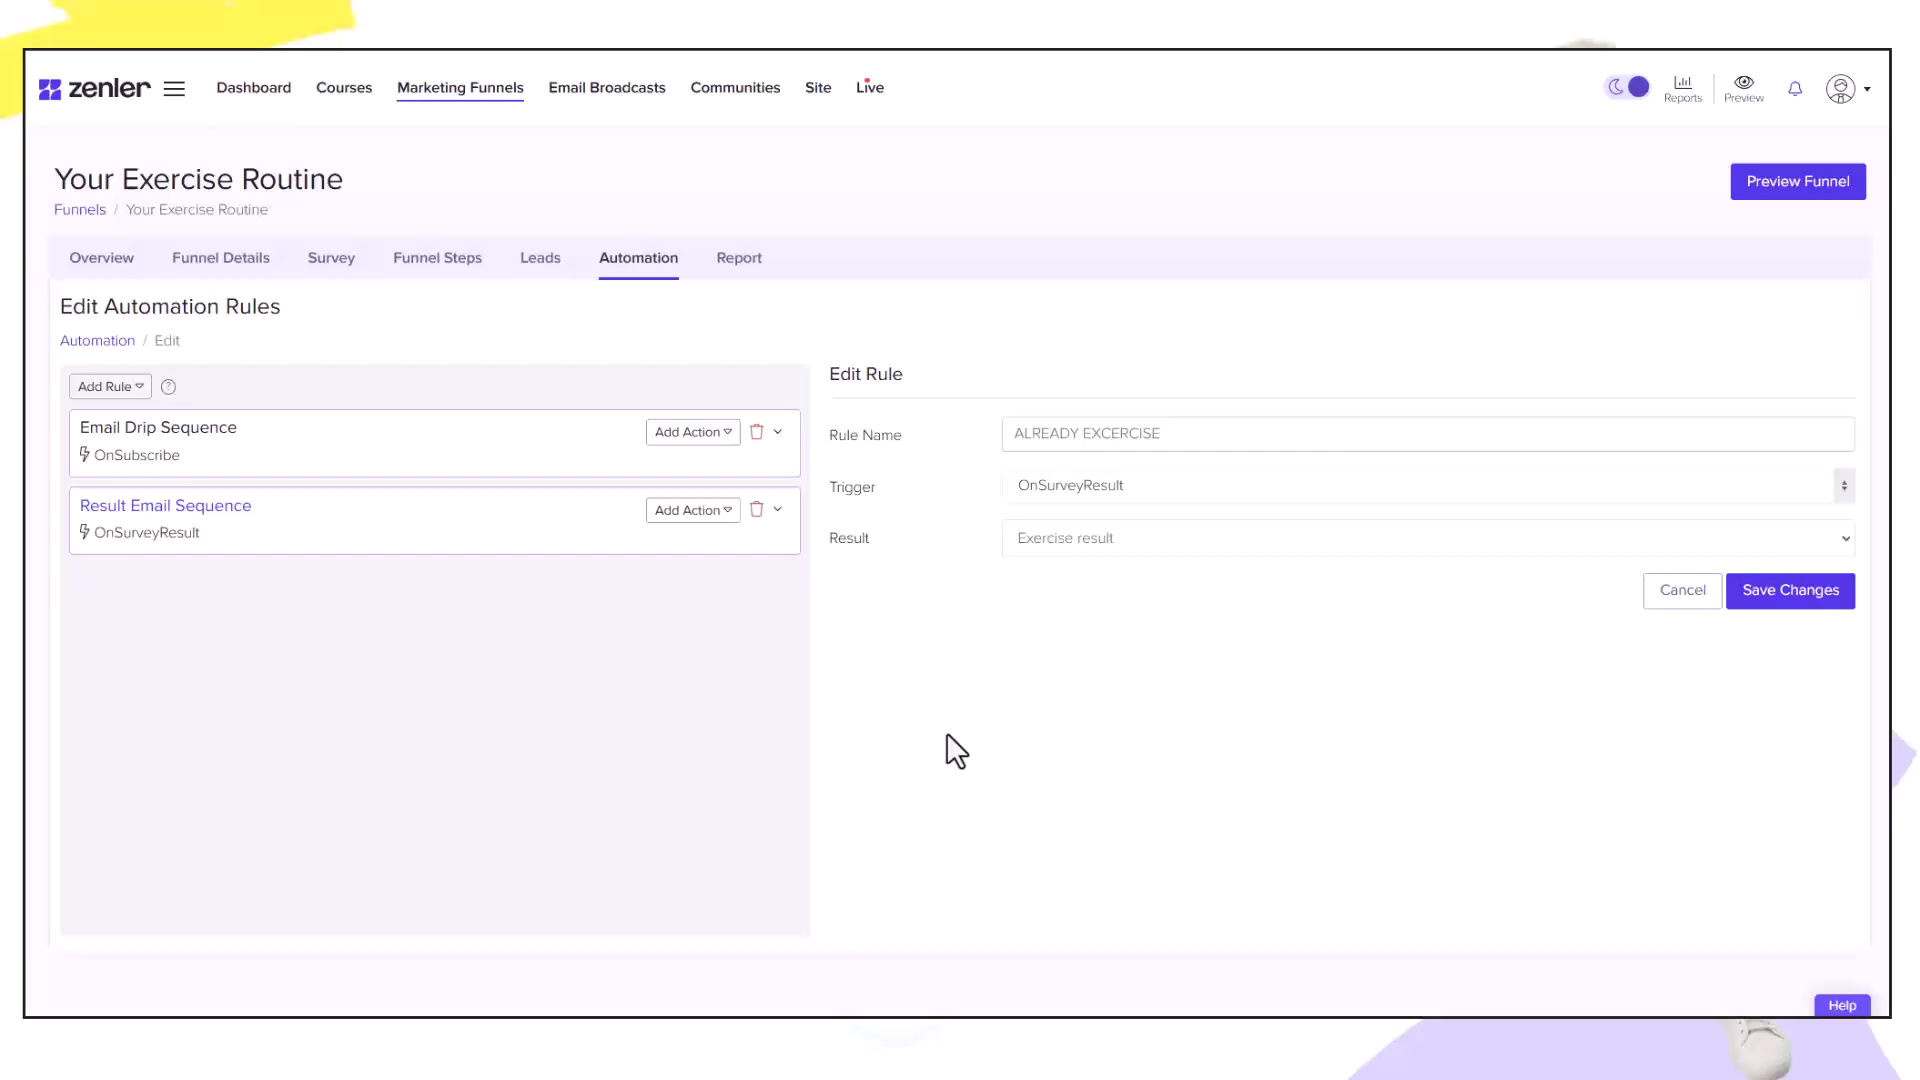 zenler
Dashboard
Courses
Marketing Funnels
Email Broadcasts
Communities
Site
Live
Reports
Preview
Your Exercise Routine
Funnels / Your Exercise Routine
Preview Funnel
Overview
Funnel Details
Survey
Funnel Steps
Leads
Automation
Report
Edit Automation Rules
Automation / Edit
Add Rule
?
Email Drip Sequence
OnSubscribe
Add Action
Result Email Sequence
OnSurveyResult
Add Action
Edit Rule
Rule Name
ALREADY EXCERCISE
Trigger
OnSurveyResult
Result
Exercise result
Cancel
Save Changes
Help